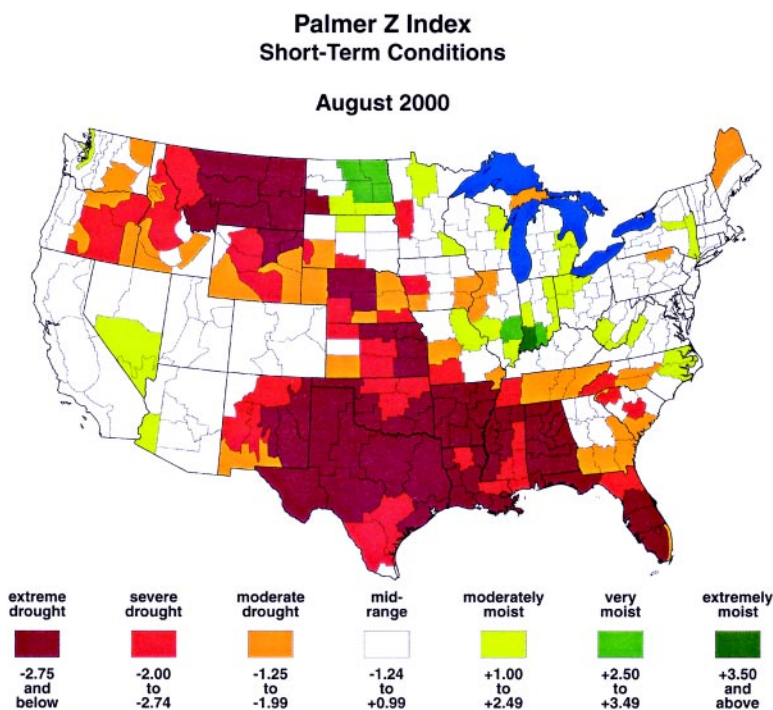 Palmer Z Index
Short-Term Conditions
August 2000
extreme drought
severe drought
moderate drought
mid-range
moderately moist
very moist
extremely moist
-2.75 and below
-2.00 to -2.74
-1.25 to -1.99
-1.24 to +0.99
+1.00 to +2.49
+2.50 to +3.49
+3.50 and above